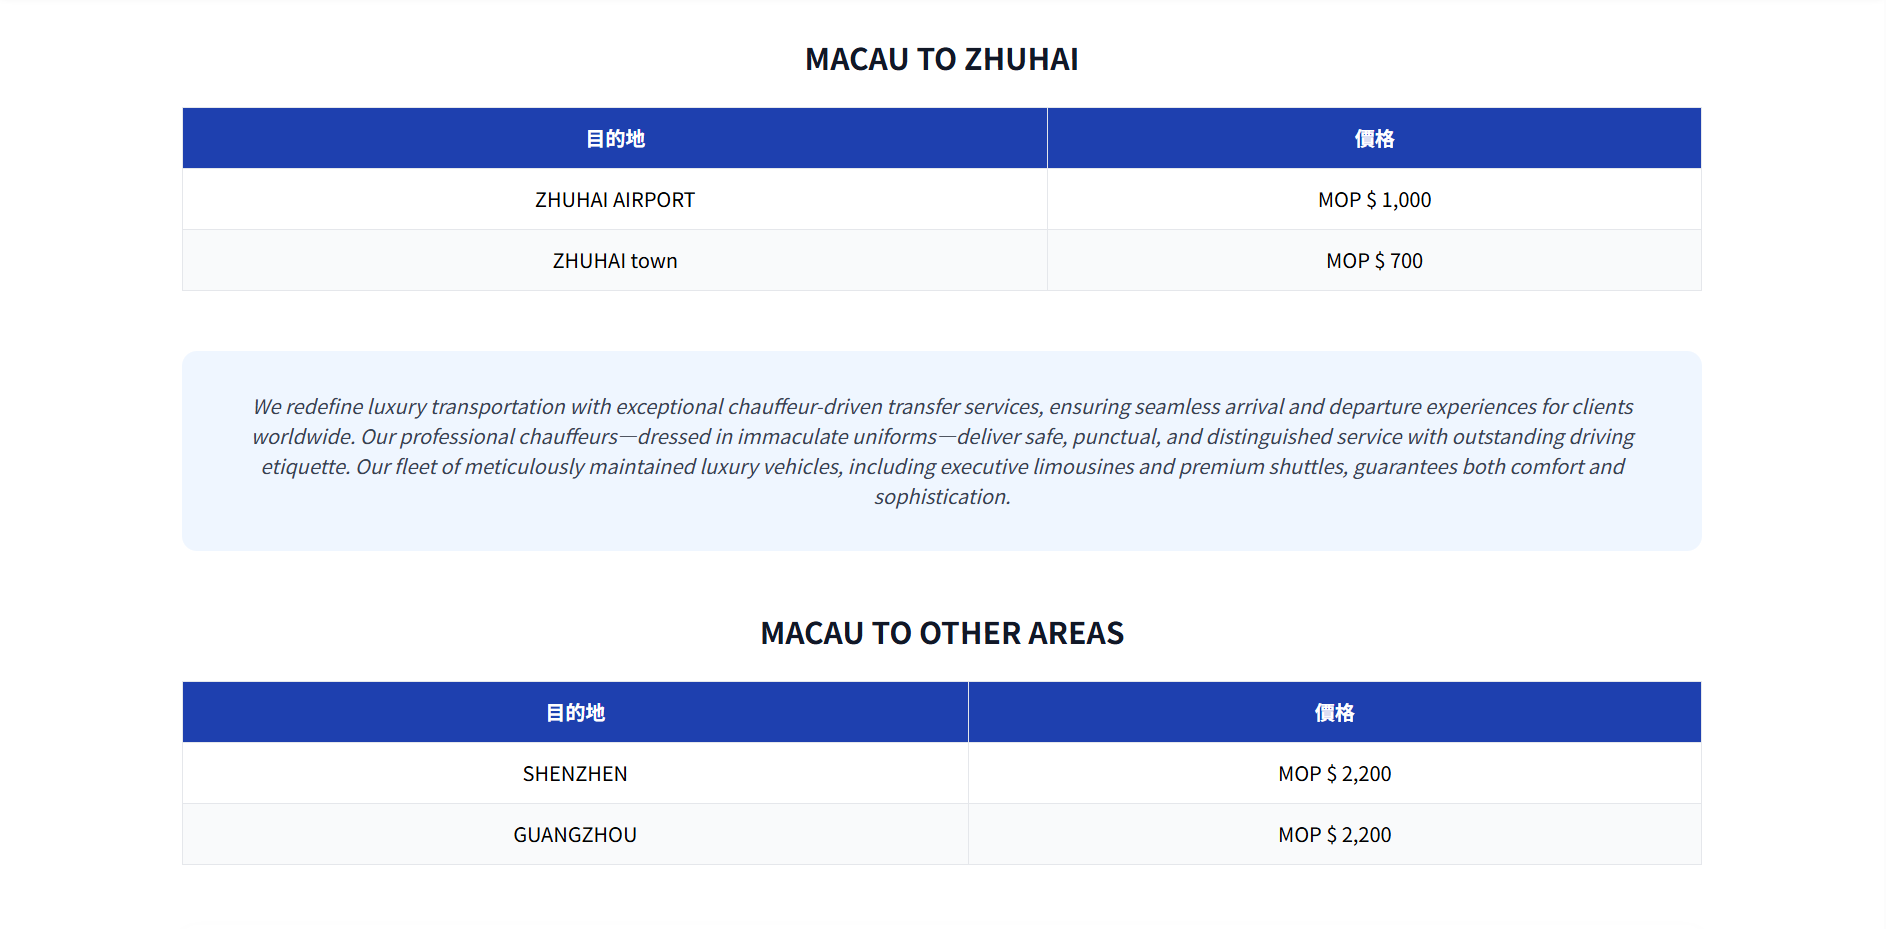 MACAU TO ZHUHAI
目的地 價格
ZHUHAI AIRPORT MOP $ 1,000
ZHUHAI town MOP $ 700
We redefine luxury transportation with exceptional chauffeur-driven transfer services, ensuring seamless arrival and departure experiences for clients
worldwide. Our professional chauffeurs—dressed in immaculate uniforms—deliver safe, punctual, and distinguished service with outstanding driving
etiquette. Our fleet of meticulously maintained luxury vehicles, including executive limousines and premium shuttles, guarantees both comfort and
sophistication.
MACAU TO OTHER AREAS
目的地 價格
SHENZHEN MOP $ 2,200
GUANGZHOU MOP $ 2,200